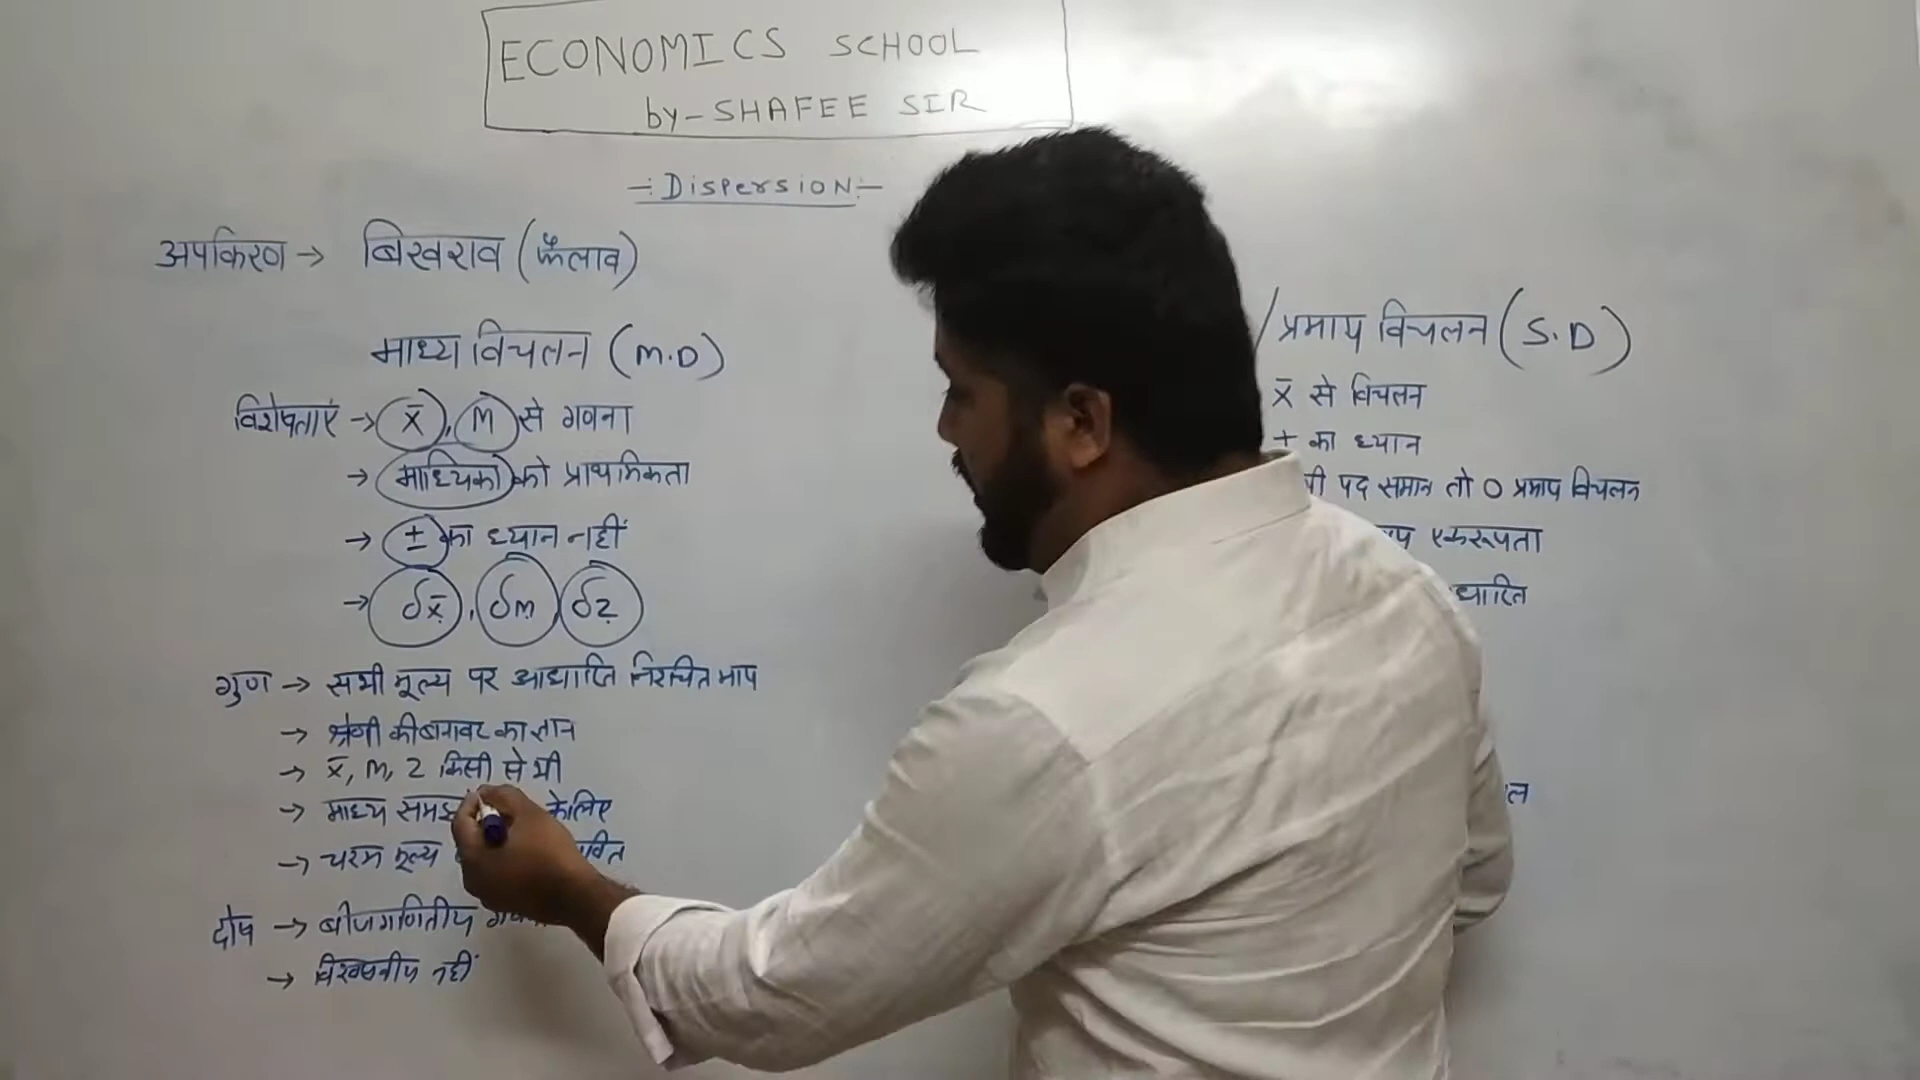 ECONOMICS SCHOOL
by - SHAFEE SIR
-: Dispersion :-
अपकिरण → बिखराव (फैलाव)
माध्य विचलन (M.D)
विशेषताएं → x̄, M से गणना
→ माध्यिका को प्राथमिकता
→ ± का ध्यान नहीं
→ δx̄, δm, δz
गुण → सभी मूल्य पर आधारित निश्चित माप
→ श्रेणी की बनावट का ज्ञान
→ x̄, M, Z किसी से भी
→ माध्य के लिए
→ चरम मूल्य
दोष → बीजगणितीय
→ विश्वसनीय नहीं
/ प्रमाप विचलन (S.D)
x̄ से विचलन
+ का ध्यान
पद समान तो 0 प्रमाप विचलन
एकरूपता